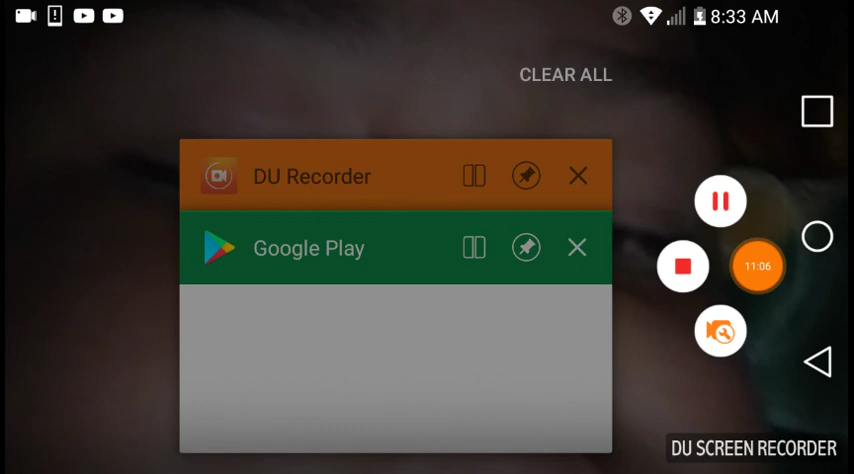 8:33 AM
CLEAR ALL
DU Recorder
Google Play
11:06
DU SCREEN RECORDER